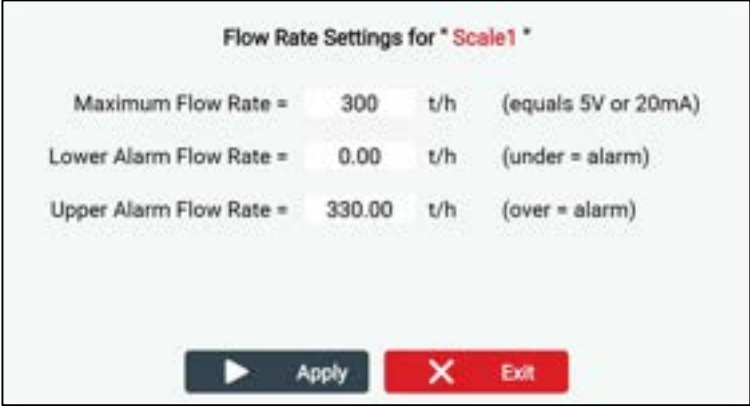 Flow Rate Settings for " Scale1 "
Maximum Flow Rate = 300 t/h (equals 5V or 20mA)
Lower Alarm Flow Rate = 0.00 t/h (under = alarm)
Upper Alarm Flow Rate = 330.00 t/h (over = alarm)
Apply Exit